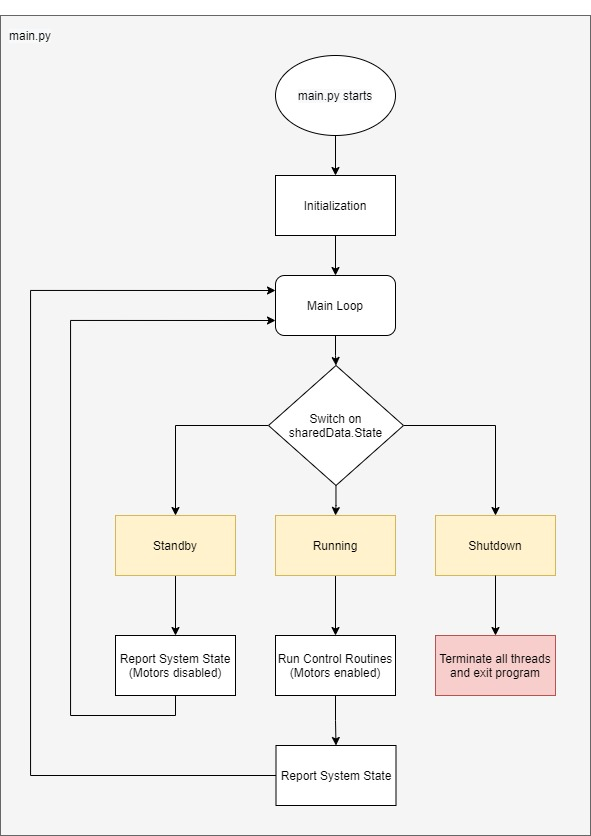 main.py
main.py starts
Initialization
Main Loop
Switch on
sharedData.State
Standby
Running
Shutdown
Report System State
(Motors disabled)
Run Control Routines
(Motors enabled)
Terminate all threads
and exit program
Report System State